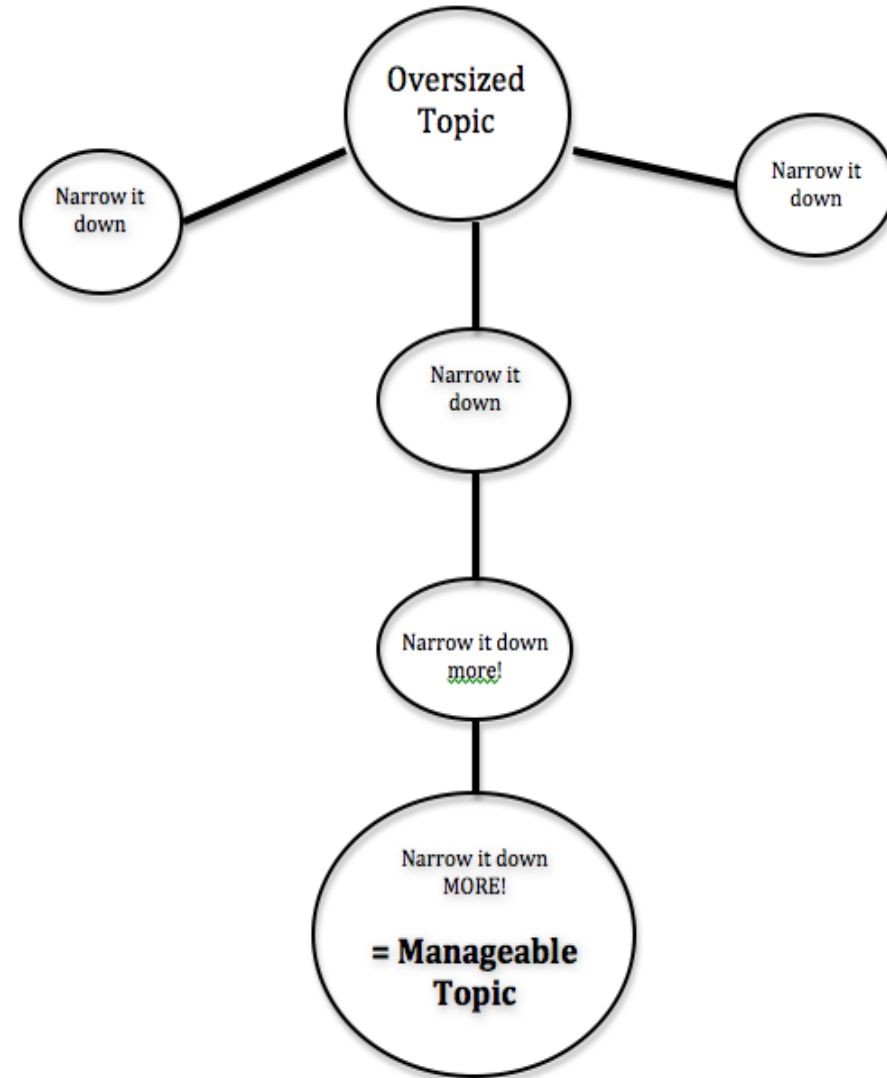 Oversized
Topic
Narrow it
down
Narrow it
down
Narrow it
down
Narrow it down
more!
Narrow it down
MORE!
= Manageable
Topic